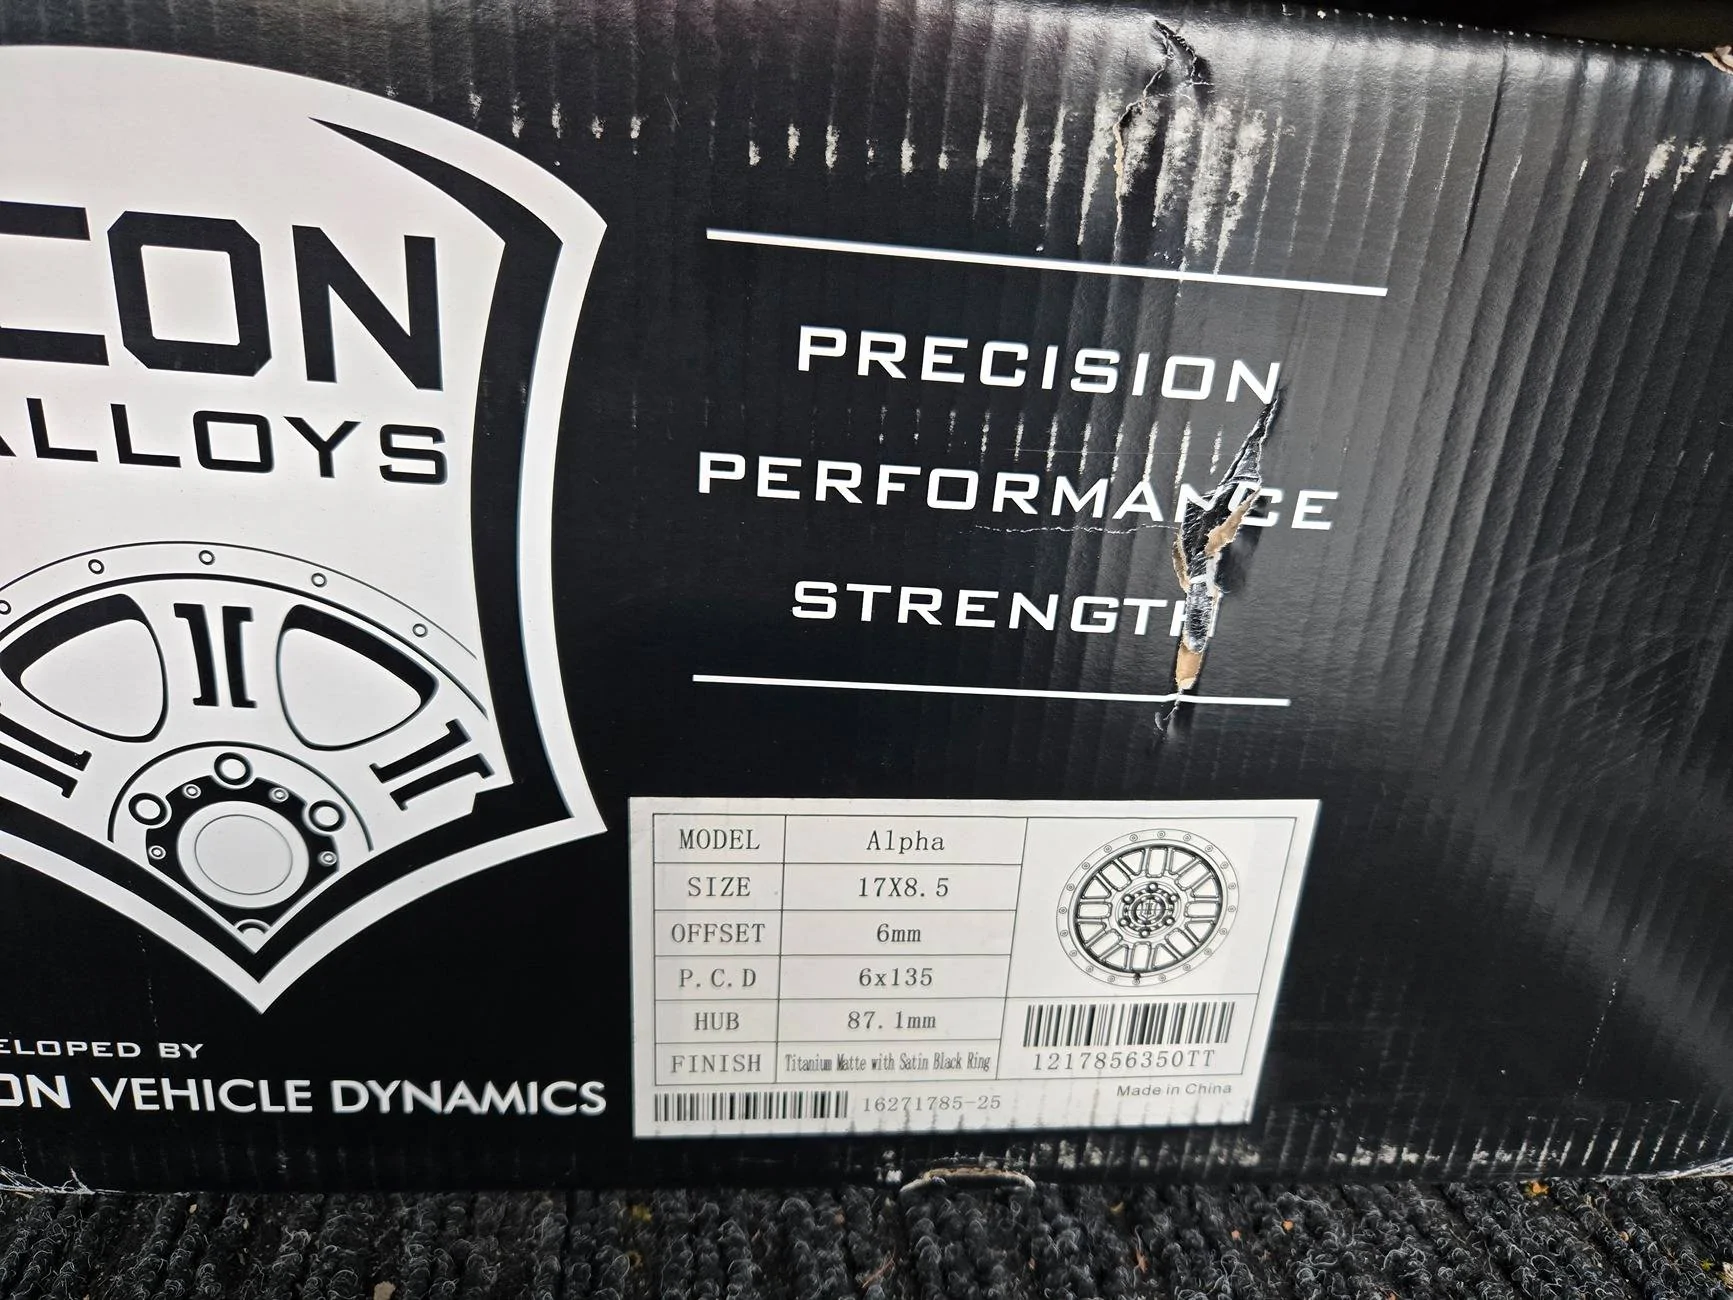 CON
ALLOYS
PRECISION
PERFORMANCE
STRENGTH
ELOPED BY
ON VEHICLE DYNAMICS
MODEL Alpha
SIZE 17X8.5
OFFSET 6mm
P.C.D 6x135
HUB 87.1mm
FINISH Titanium Matte with Satin Black Ring
1217856350TT
Made in China
16271785-25